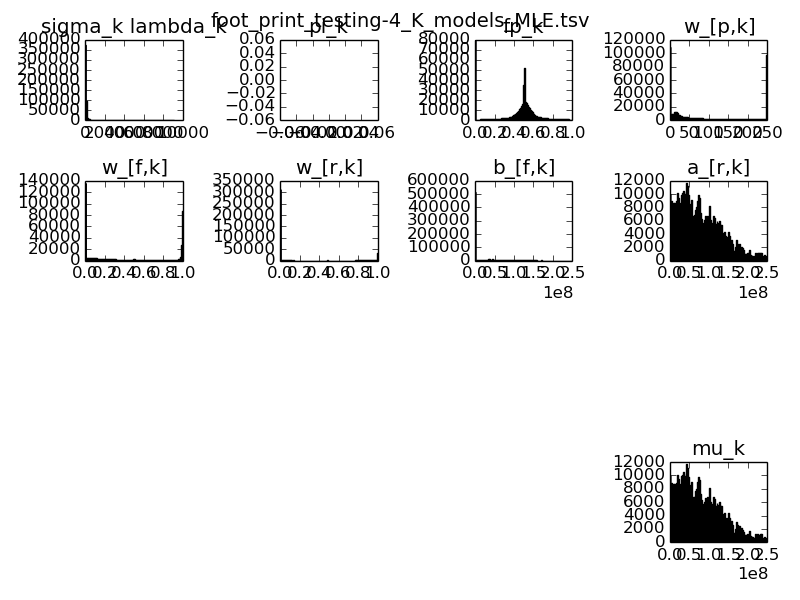 foot_print_testing-4_K_models_MLE.tsv
sigma_k lambda_k pi_k fp_k w_[p,k]
400000 0.06 80000 120000
350000 0.04 70000 100000
300000 0.02 60000 80000
250000 0.00 50000 60000
200000 −0.02 40000 40000
150000 −0.04 30000 20000
100000 −0.06 20000 0
50000 10000
0 0
0.0 0.2 0.4 0.6 0.8 1.0 0 50 100 150 200 250
w_[f,k] w_[r,k] b_[f,k] a_[r,k]
140000 350000 600000 12000
120000 300000 500000 10000
100000 250000 400000 8000
80000 200000 300000 6000
60000 150000 200000 4000
40000 100000 100000 2000
20000 50000 0 0
0 0
0.0 0.2 0.4 0.6 0.8 1.0 0.0 0.2 0.4 0.6 0.8 1.0 0.0 0.5 1.0 1.5 2.0 2.5 0.0 0.5 1.0 1.5 2.0 2.5
1e8 1e8
mu_k
12000
10000
8000
6000
4000
2000
0
0.0 0.5 1.0 1.5 2.0 2.5
1e8